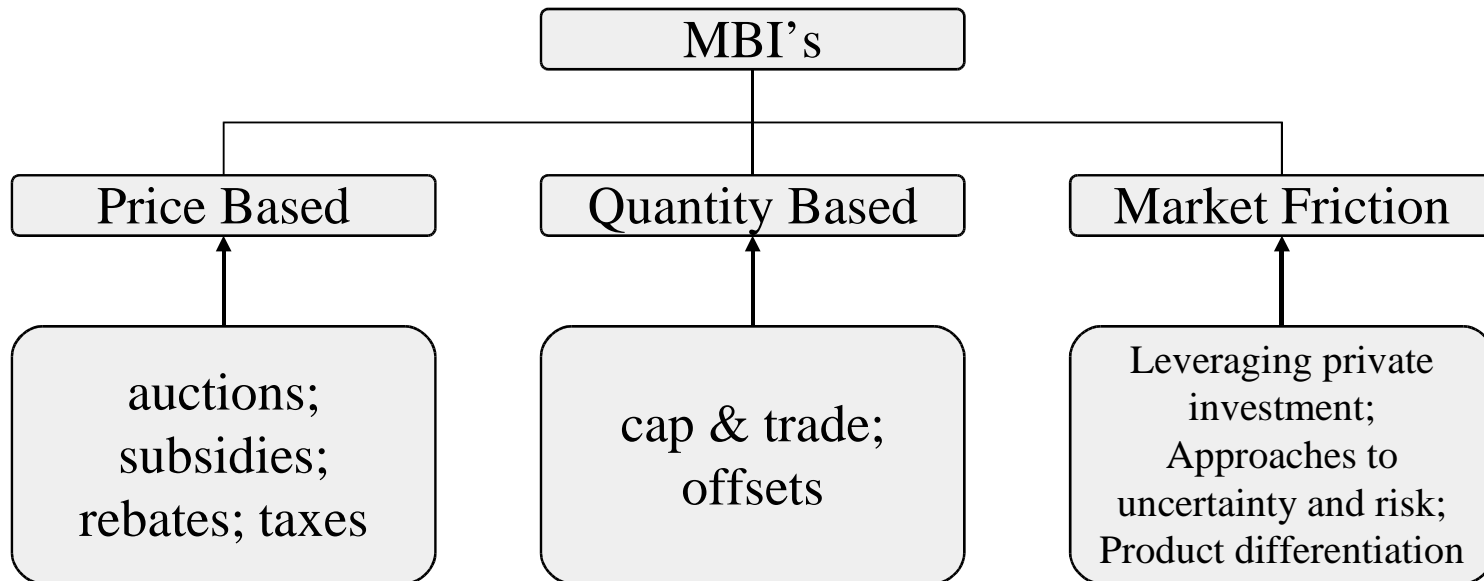 MBI’s
Price Based
Quantity Based
Market Friction
auctions;
subsidies;
rebates; taxes
cap & trade;
offsets
Leveraging private
investment;
Approaches to
uncertainty and risk;
Product differentiation